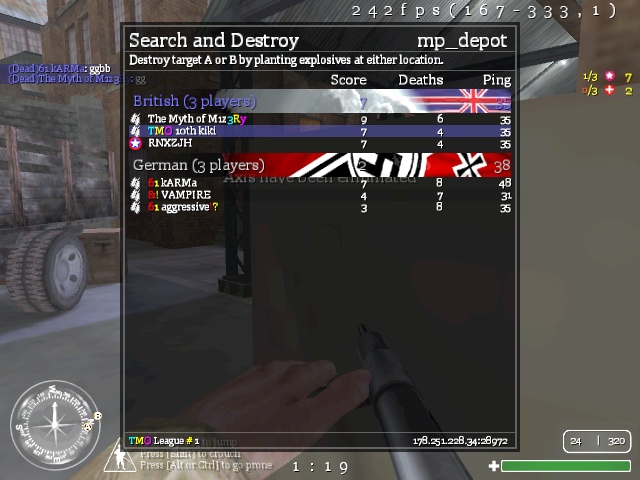 242fps(167-333,1)
Search and Destroy mp_depot
Destroy target A or B by planting explosives at either location.
(Dead) 61 kARMa: ggbb
(Dead)The Myth of M1z3 : gg
Score Deaths Ping
1/3 7
0/3 2
British (3 players) 7 35
The Myth of M1z3Ry 9 6 35
TMO 10th kiki 7 4 35
RNXZJH 7 4 35
German (3 players) 2 38
Axis have been eliminated
61 kARMa 7 8 48
&! VAMPIRE 4 7 31
61 aggressive ? 3 8 35
TMO League # 1 178.251.228.34:28972
to jump
Press [Shift] to crouch
Press [Alt or Ctrl] to go prone
1:19
24 | 320